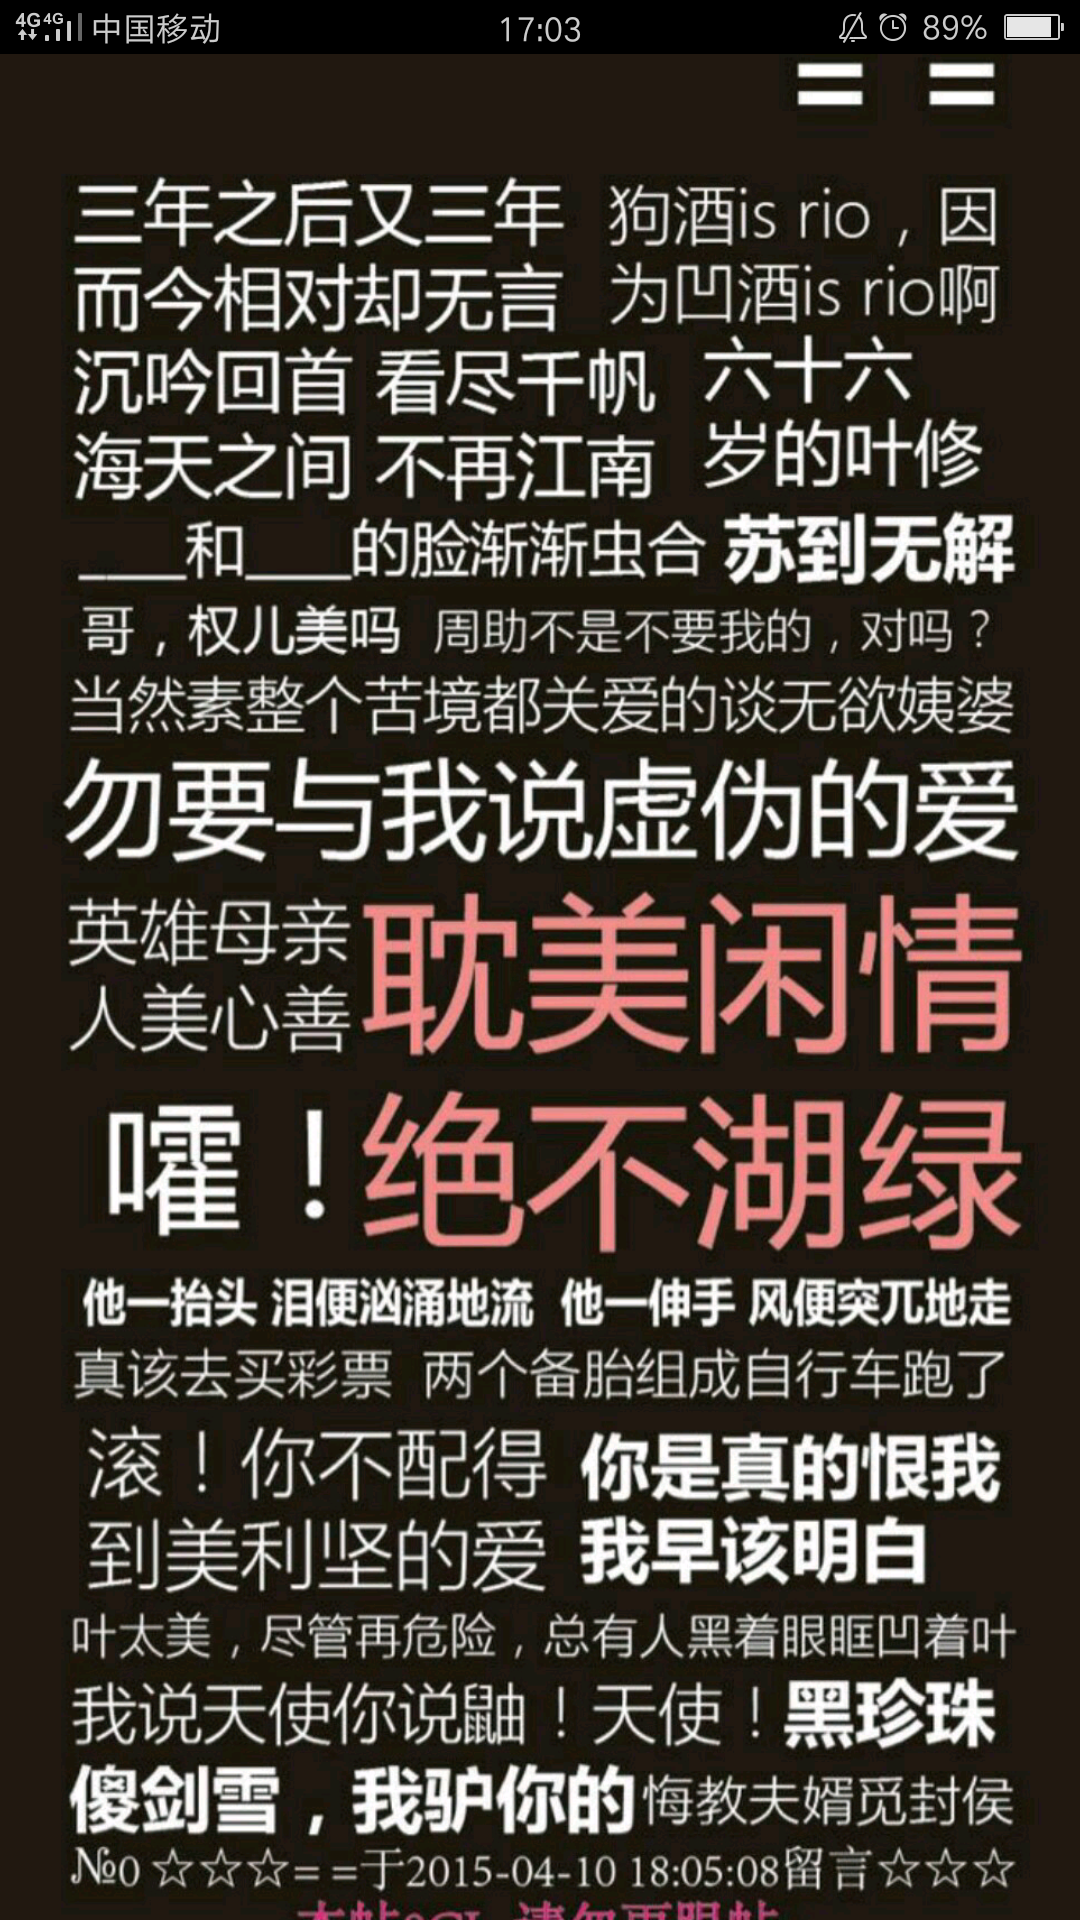 4G 4G 中国移动 17:03 89%
= =
三年之后又三年 狗酒is rio，因
而今相对却无言 为凹酒is rio啊
沉吟回首 看尽千帆 六十六
海天之间 不再江南 岁的叶修
____和____的脸渐渐虫合 苏到无解
哥，权儿美吗 周助不是不要我的，对吗？
当然素整个苦境都关爱的谈无欲姨婆
勿要与我说虚伪的爱
英雄母亲 耽美闲情
人美心善
嚯！绝不湖绿
他一抬头 泪便汹涌地流 他一伸手 风便突兀地走
真该去买彩票 两个备胎组成自行车跑了
滚！你不配得 你是真的恨我
到美利坚的爱 我早该明白
叶太美，尽管再危险，总有人黑着眼眶凹着叶
我说天使你说鼬！天使！黑珍珠
傻剑雪，我驴你的 悔教夫婿觅封侯
№0 ☆☆☆= =于2015-04-10 18:05:08留言☆☆☆